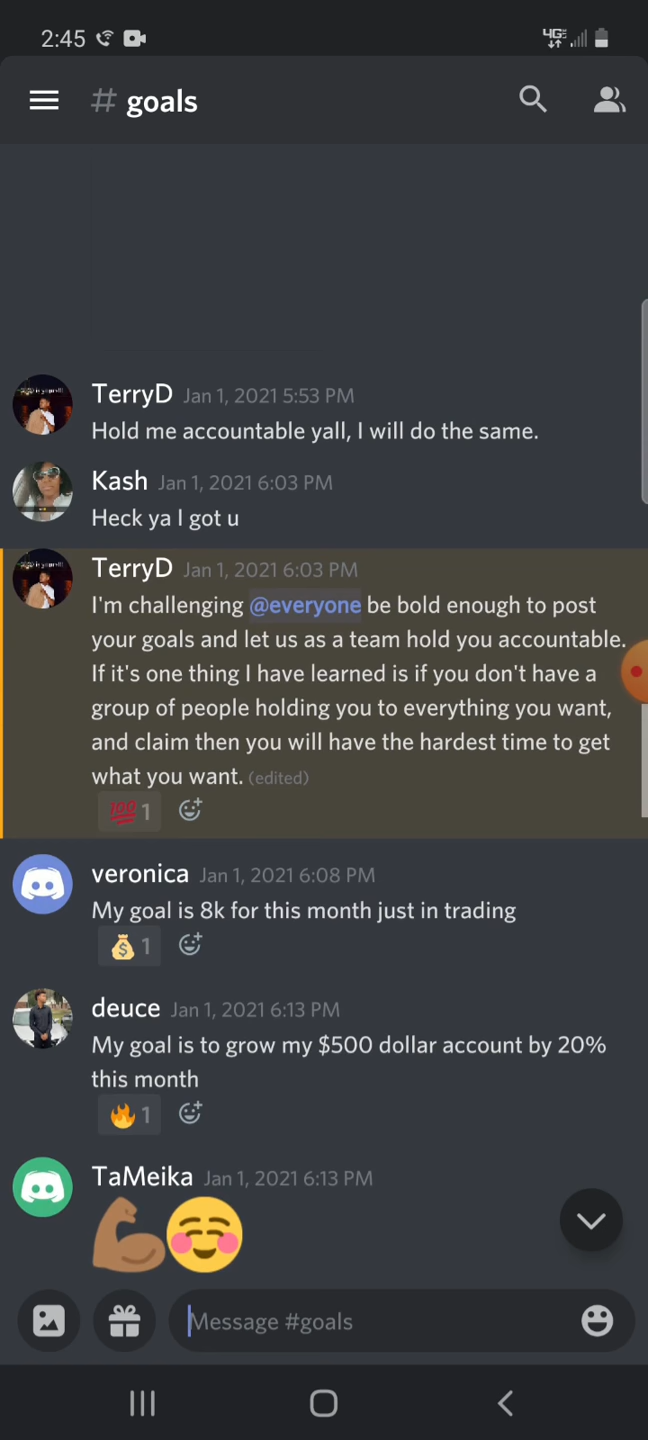 2:45
4GE
# goals
TerryD Jan 1, 2021 5:53 PM
Hold me accountable yall, I will do the same.
Kash Jan 1, 2021 6:03 PM
Heck ya I got u
TerryD Jan 1, 2021 6:03 PM
I'm challenging @everyone be bold enough to post
your goals and let us as a team hold you accountable.
If it's one thing I have learned is if you don't have a
group of people holding you to everything you want,
and claim then you will have the hardest time to get
what you want. (edited)
💯 1
veronica Jan 1, 2021 6:08 PM
My goal is 8k for this month just in trading
💰 1
deuce Jan 1, 2021 6:13 PM
My goal is to grow my $500 dollar account by 20%
this month
🔥 1
TaMeika Jan 1, 2021 6:13 PM
💪🏾☺️
Message #goals